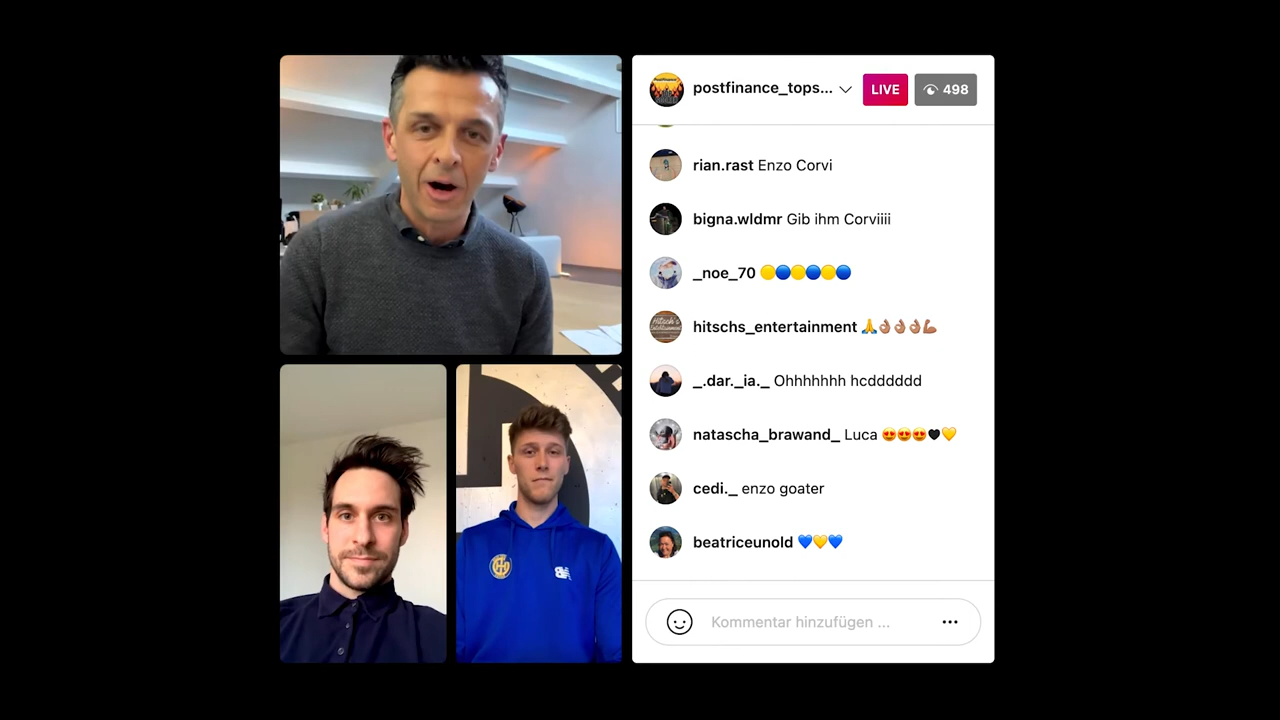 postfinance_tops...
LIVE
498
rian.rast Enzo Corvi
bigna.wldmr Gib ihm Corviiii
_noe_70 🟡🔵🟡🔵🟡🔵
hitschs_entertainment 🙏👌🏽👌🏽👌🏽💪🏽
_.dar._ia._ Ohhhhhhh hcdddddd
natascha_brawand_ Luca 😍😍😍🖤💛
cedi._ enzo goater
beatriceunold 💙💛💙
Kommentar hinzufügen ...